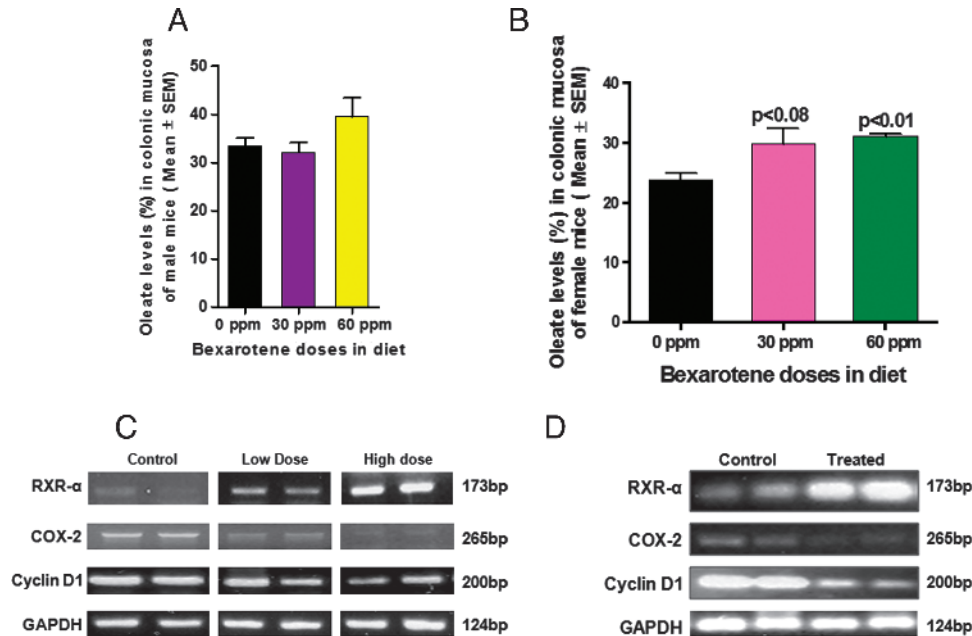 A
Oleate levels (%) in colonic mucosa
of male mice ( Mean ± SEM)
50
40
30
20
10
0
0 ppm 30 ppm 60 ppm
Bexarotene doses in diet
B
Oleate levels (%) in colonic mucosa
of female mice ( Mean ± SEM)
40
30
20
10
0
p<0.08 p<0.01
0 ppm 30 ppm 60 ppm
Bexarotene doses in diet
C
Control Low Dose High dose
RXR-α 173bp
COX-2 265bp
Cyclin D1 200bp
GAPDH 124bp
D
Control Treated
RXR-α 173bp
COX-2 265bp
Cyclin D1 200bp
GAPDH 124bp